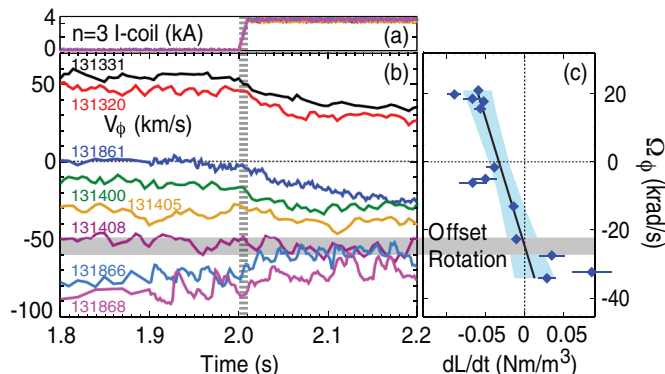 4
n=3 I-coil (kA)
(a)
0
131331
(b)
(c)
50
20
131320
Vϕ (km/s)
0
131861
0
131400
131405
-50
131408
Offset
Rotation
-20
131866
-100
131868
-40
Ωϕ (krad/s)
1.8 1.9 2.0 2.1 2.2
-0.05 0 0.05
Time (s)
dL/dt (Nm/m³)